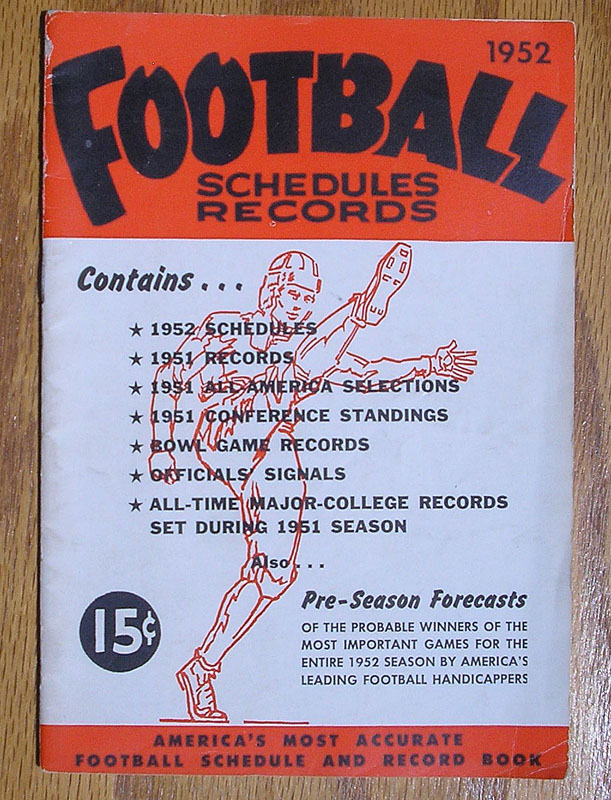 1952
FOOTBALL
SCHEDULES
RECORDS
Contains...
★ 1952 SCHEDULES
★ 1951 RECORDS
★ 1951 ALL-AMERICA SELECTIONS
★ 1951 CONFERENCE STANDINGS
★ BOWL GAME RECORDS
★ OFFICIALS' SIGNALS
★ ALL-TIME MAJOR-COLLEGE RECORDS
SET DURING 1951 SEASON
Also...
15¢
Pre-Season Forecasts
OF THE PROBABLE WINNERS OF THE
MOST IMPORTANT GAMES FOR THE
ENTIRE 1952 SEASON BY AMERICA'S
LEADING FOOTBALL HANDICAPPERS
AMERICA'S MOST ACCURATE
FOOTBALL SCHEDULE AND RECORD BOOK